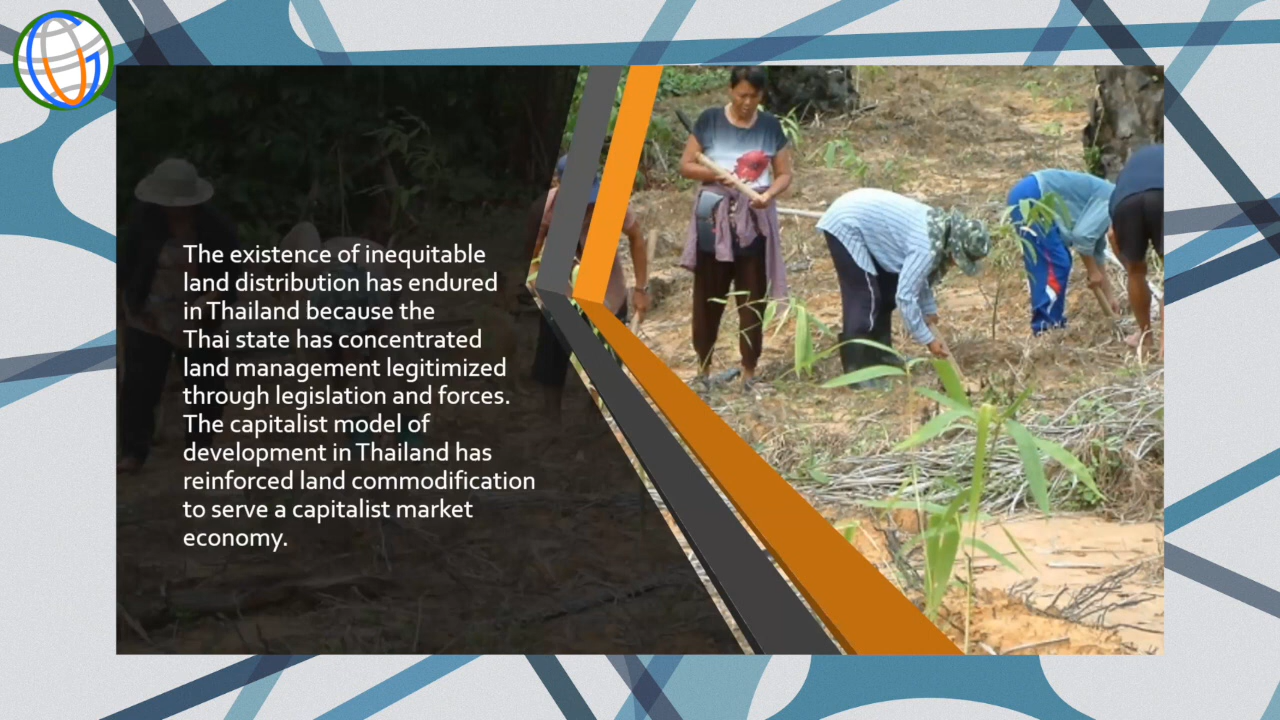 The existence of inequitable
land distribution has endured
in Thailand because the
Thai state has concentrated
land management legitimized
through legislation and forces.
The capitalist model of
development in Thailand has
reinforced land commodification
to serve a capitalist market
economy.